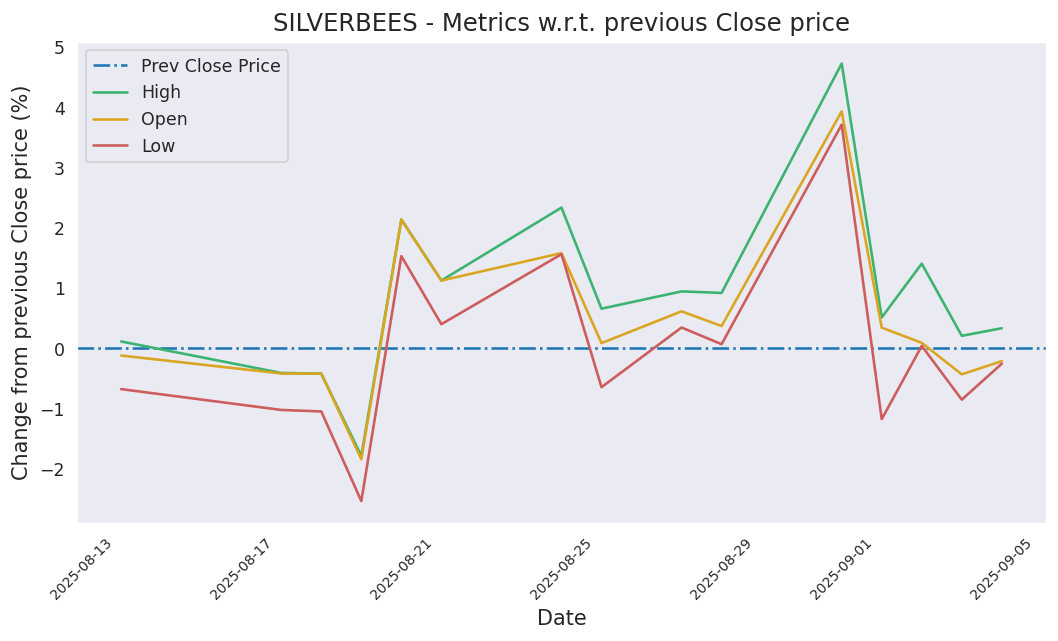 SILVERBEES - Metrics w.r.t. previous Close price
Change from previous Close price (%)
5
4
3
2
1
0
−1
−2
Prev Close Price
High
Open
Low
2025-08-13
2025-08-17
2025-08-21
2025-08-25
2025-08-29
2025-09-01
2025-09-05
Date